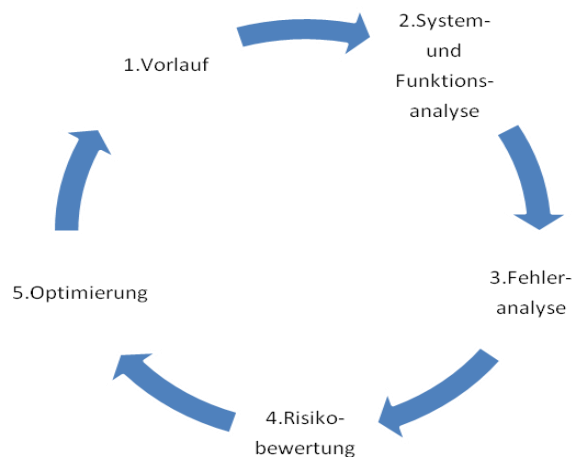 1.Vorlauf
2.System-
und
Funktions-
analyse
3.Fehler-
analyse
4.Risiko-
bewertung
5.Optimierung